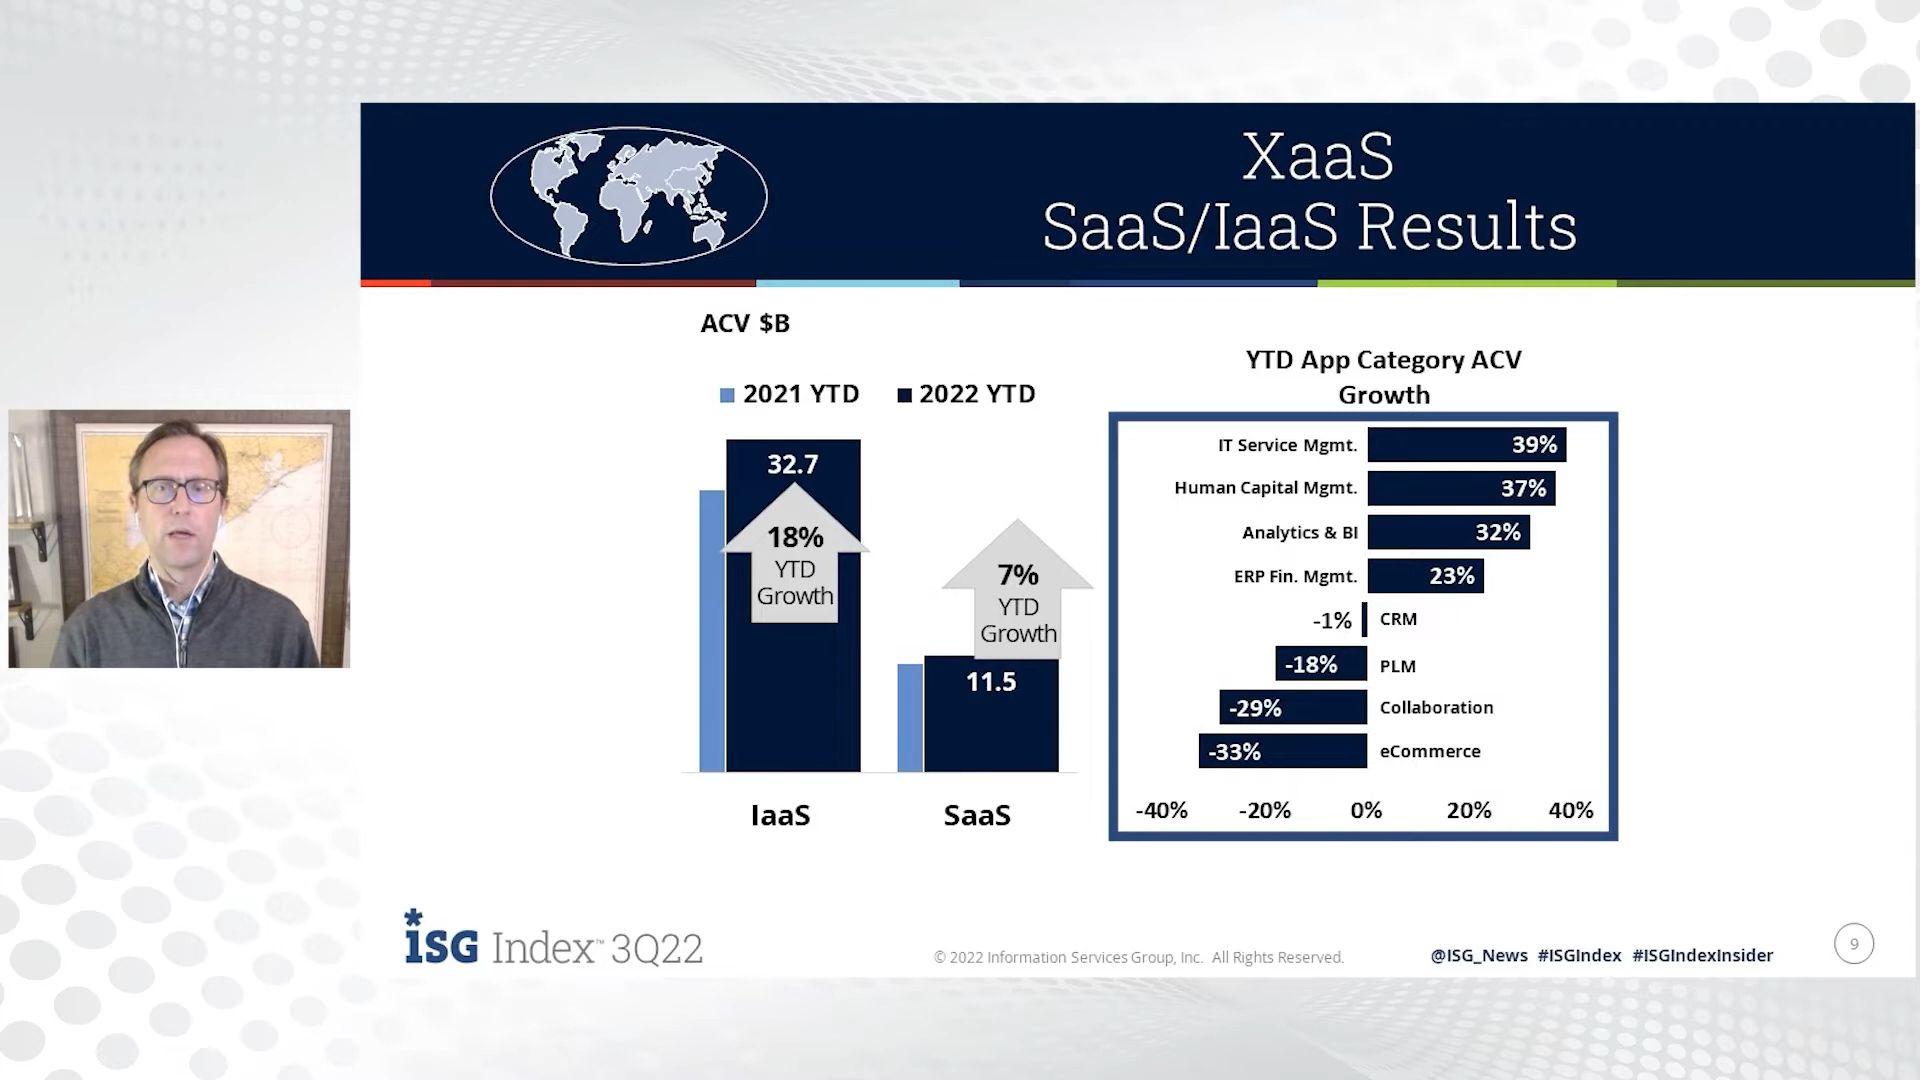 XaaS
SaaS/IaaS Results
ACV $B
2021 YTD
2022 YTD
32.7
18%
YTD
Growth
7%
YTD
Growth
11.5
IaaS
SaaS
YTD App Category ACV
Growth
IT Service Mgmt.
39%
Human Capital Mgmt.
37%
Analytics & BI
32%
ERP Fin. Mgmt.
23%
-1%
CRM
-18%
PLM
-29%
Collaboration
-33%
eCommerce
-40%
-20%
0%
20%
40%
ISG Index™ 3Q22
© 2022 Information Services Group, Inc. All Rights Reserved.
@ISG_News #ISGIndex #ISGIndexInsider
9